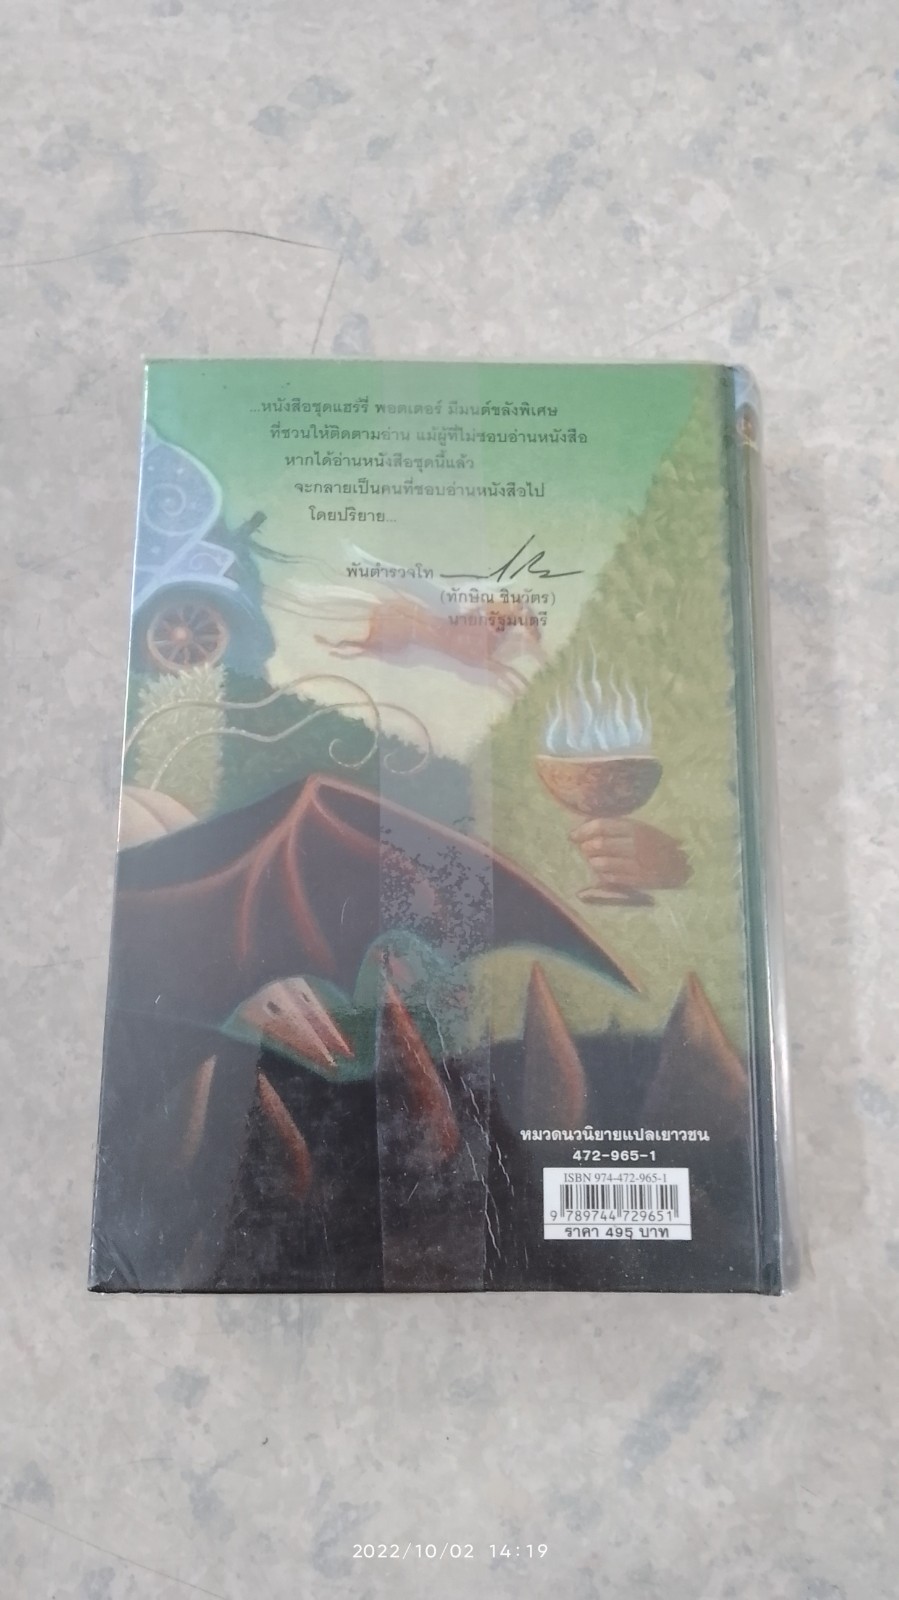 ...หนังสือชุดแฮร์รี่ พอตเตอร์ มีมนต์ขลังพิเศษ
ที่ชวนให้ติดตามอ่าน แม้ผู้ที่ไม่ชอบอ่านหนังสือ
หากได้อ่านหนังสือชุดนี้แล้ว
จะกลายเป็นคนที่ชอบอ่านหนังสือไป
โดยปริยาย...
พันตำรวจโท
(ทักษิณ ชินวัตร)
นายกรัฐมนตรี
หมวดนวนิยายแปลเยาวชน
472-965-1
ISBN 974-472-965-1
9 789744 729651
ราคา 495 บาท
2022/10/02 14:19